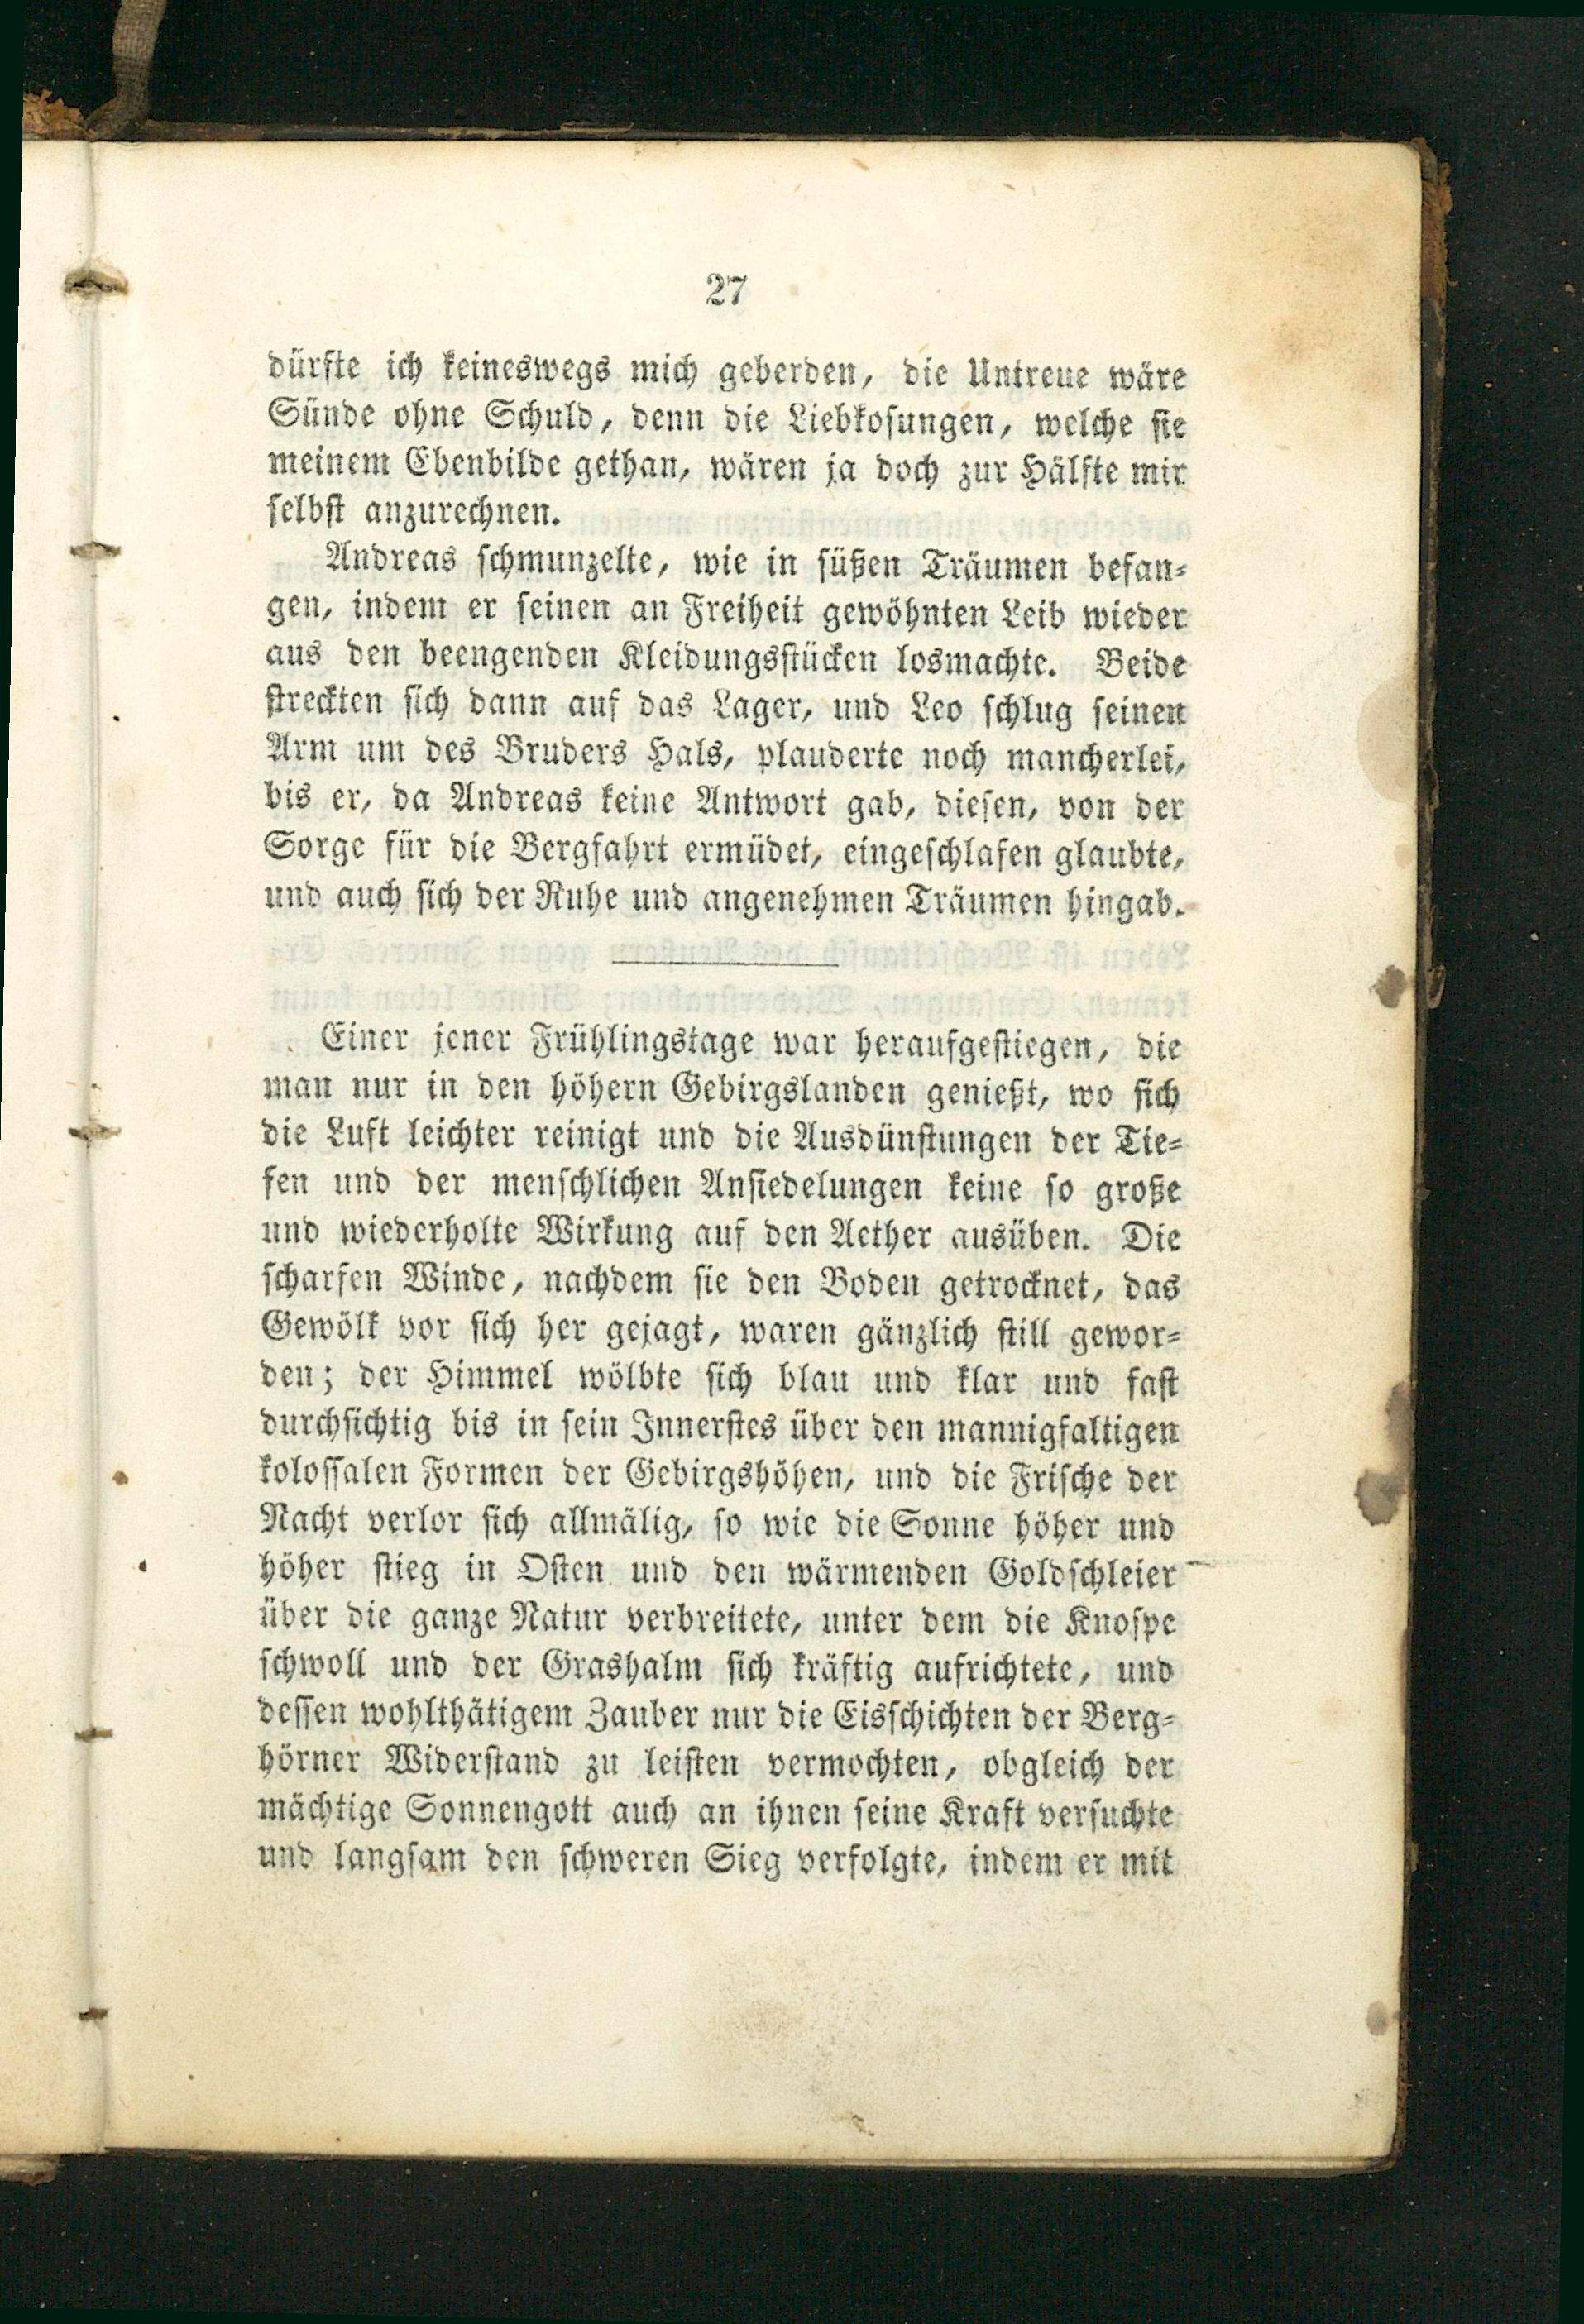 27
dürfte ich keineswegs mich geberden, die Untreue wäre
Sünde ohne Schuld, denn die Liebkosungen, welche sie
meinem Ebenbilde gethan, wären ja doch zur Hälfte mir
selbst anzurechnen.
Andreas schmunzelte, wie in süßen Träumen befan-
gen, indem er seinen an Freiheit gewöhnten Leib wieder
aus den beengenden Kleidungsstücken losmachte. Beide
streckten sich dann auf das Lager, und Leo schlug seinen
Arm um des Bruders Hals, plauderte noch mancherlei,
bis er, da Andreas keine Antwort gab, diesen, von der
Sorge für die Bergfahrt ermüdet, eingeschlafen glaubte,
und auch sich der Ruhe und angenehmen Träumen hingab.
Einer jener Frühlingstage war heraufgestiegen, die
man nur in den höhern Gebirgslanden genießt, wo sich
die Luft leichter reinigt und die Ausdünstungen der Tie-
fen und der menschlichen Ansiedelungen keine so große
und wiederholte Wirkung auf den Aether ausüben. Die
scharfen Winde, nachdem sie den Boden getrocknet, das
Gewölk vor sich her gejagt, waren gänzlich still gewor-
den; der Himmel wölbte sich blau und klar und fast
durchsichtig bis in sein Innerstes über den mannigfaltigen
kolossalen Formen der Gebirgshöhen, und die Frische der
Nacht verlor sich allmälig, so wie die Sonne höher und
höher stieg in Osten und den wärmenden Goldschleier
über die ganze Natur verbreitete, unter dem die Knospe
schwoll und der Grashalm sich kräftig aufrichtete, und
dessen wohlthätigem Zauber nur die Eisschichten der Berg-
hörner Widerstand zu leisten vermochten, obgleich der
mächtige Sonnengott auch an ihnen seine Kraft versuchte
und langsam den schweren Sieg verfolgte, indem er mit